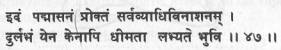 इदं पद्मासनं प्रोक्तं सर्वव्याधिविनाशनम् ।
दुर्लभं येन केनापि धीमता लभ्यते भुवि ।। ४७ ।।